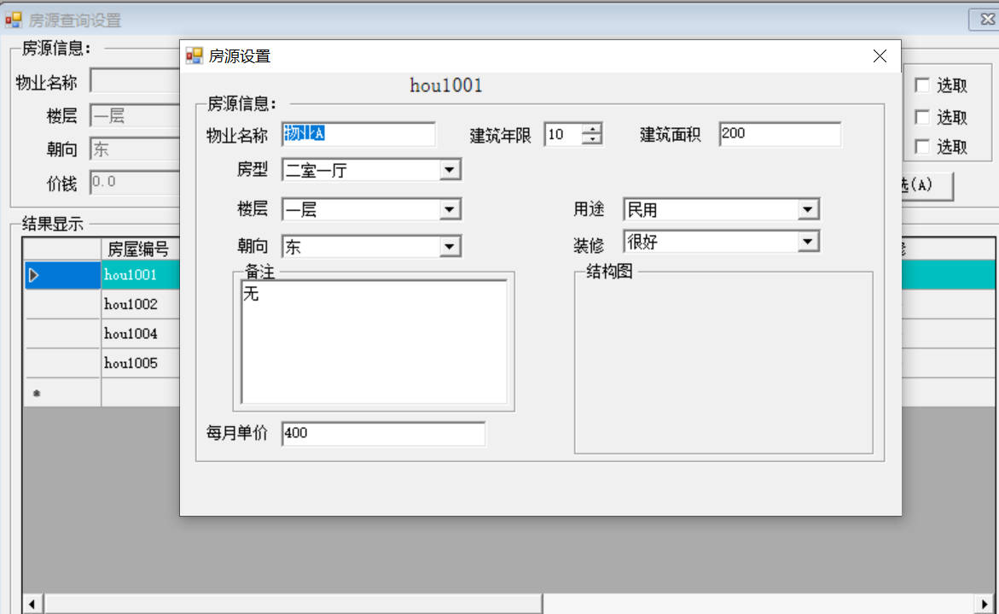 房源查询设置
房源信息：
物业名称
楼层 一层
朝向 东
价钱 0.0
选取
选取
选取
(A)
结果显示
房屋编号
hou1001
hou1002
hou1004
hou1005
房源设置
hou1001
房源信息：
物业名称 物业A 建筑年限 10 建筑面积 200
房型 二室一厅
楼层 一层 用途 民用
朝向 东 装修 很好
备注 结构图
无
每月单价 400